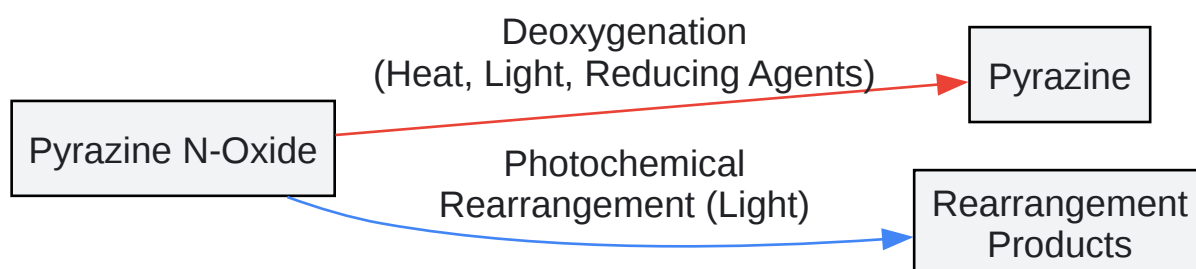 Deoxygenation
(Heat, Light, Reducing Agents)
Pyrazine
Pyrazine N-Oxide
Photochemical
Rearrangement (Light)
Rearrangement
Products